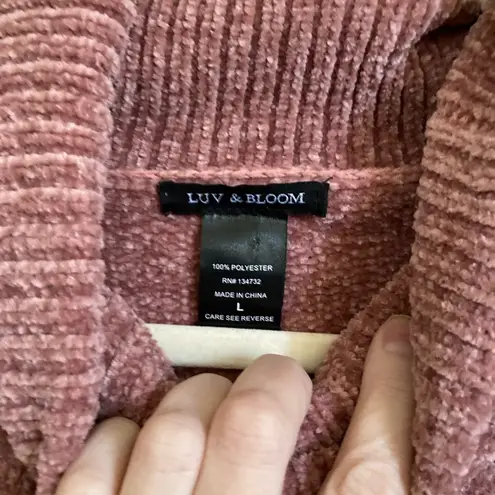 LUV & BLOOM
100% POLYESTER
RN# 134732
MADE IN CHINA
L
CARE SEE REVERSE